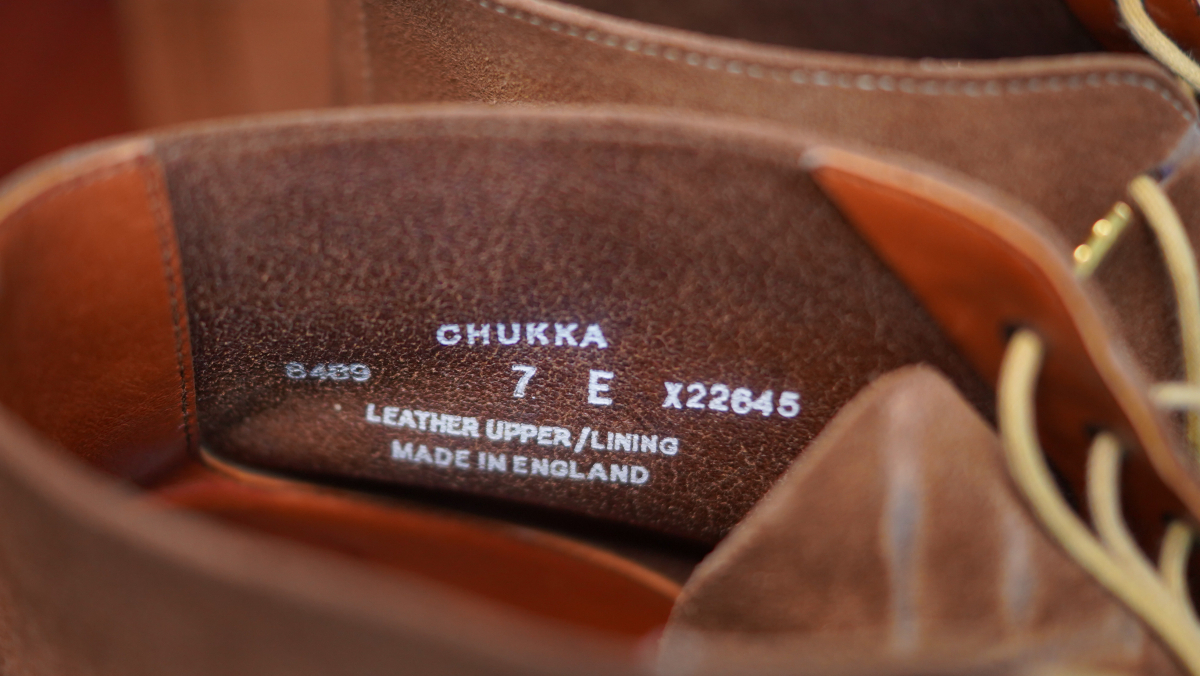 CHUKKA
8489 7 E X22645
LEATHER UPPER/LINING
MADE IN ENGLAND